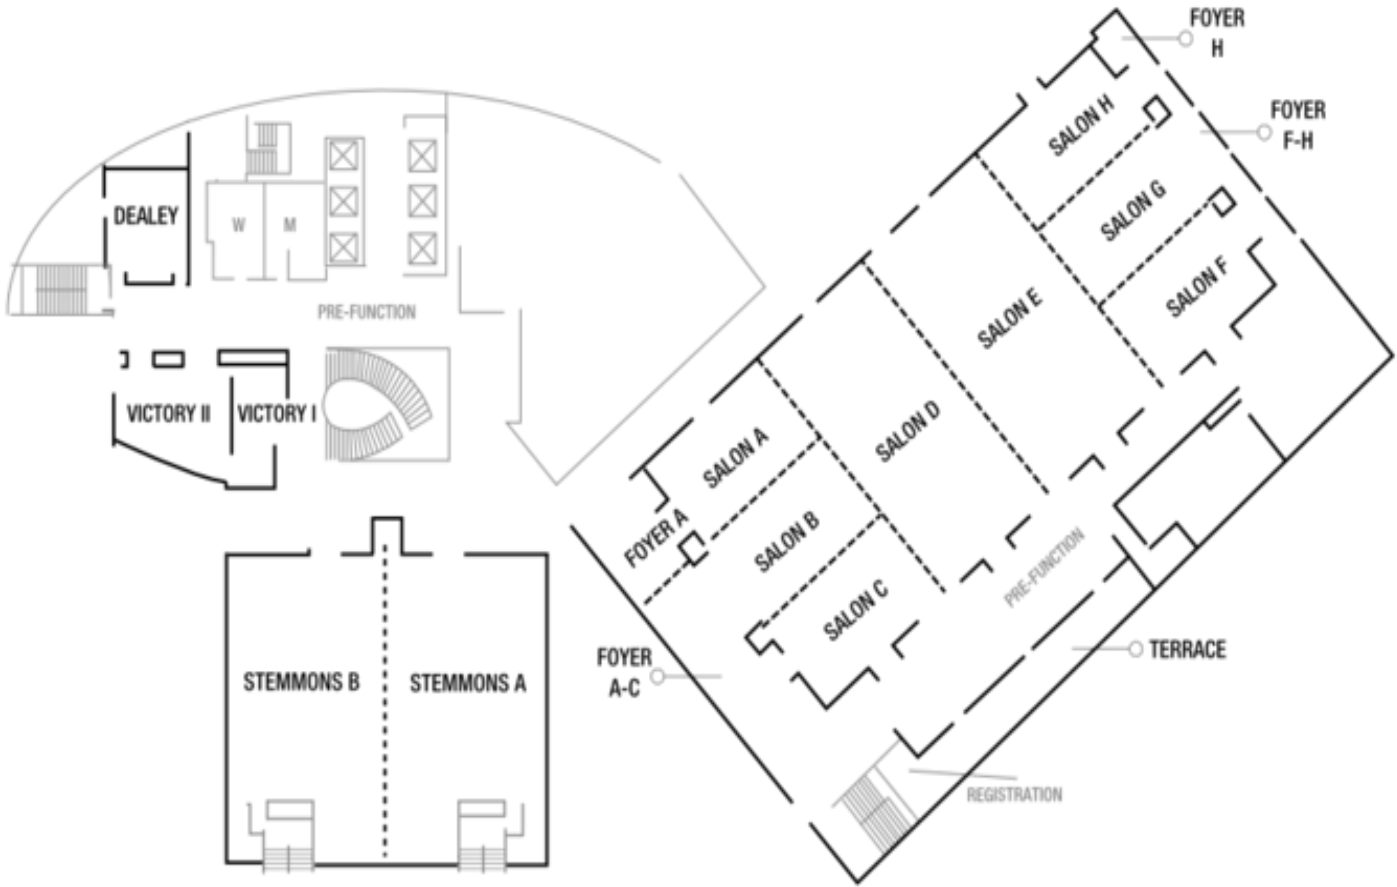 FOYER
H
FOYER
F-H
SALON H
SALON G
SALON F
SALON E
SALON D
SALON A
SALON B
SALON C
FOYER A
FOYER
A-C
PRE-FUNCTION
TERRACE
REGISTRATION
DEALEY
W
M
PRE-FUNCTION
VICTORY II
VICTORY I
STEMMONS B
STEMMONS A